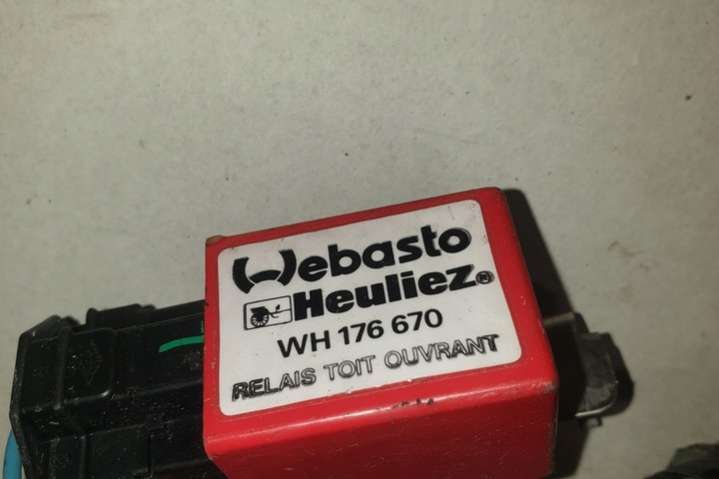 Webasto
Heuliez®
WH 176 670
RELAIS TOIT OUVRANT